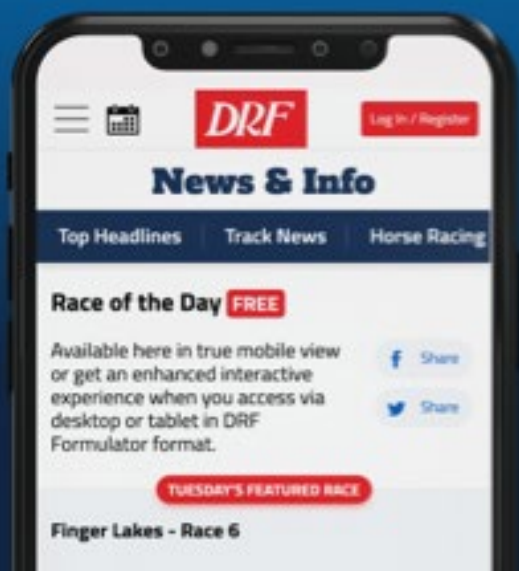 DRF
Log In / Register
News & Info
Top Headlines
Track News
Horse Racing
Race of the Day FREE
Available here in true mobile view
or get an enhanced interactive
experience when you access via
desktop or tablet in DRF
Formulator format.
Share
Share
TUESDAY'S FEATURED RACE
Finger Lakes - Race 6